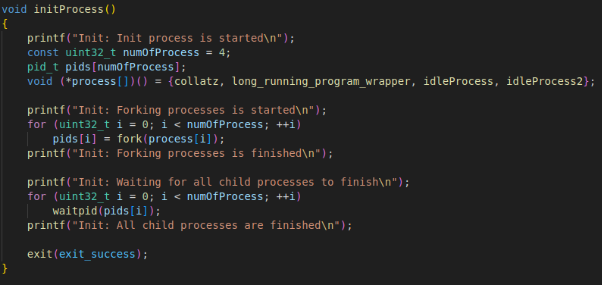 void initProcess()
{
    printf("Init: Init process is started\n");
    const uint32_t numOfProcess = 4;
    pid_t pids[numOfProcess];
    void (*process[])() = {collatz, long_running_program_wrapper, idleProcess, idleProcess2};

    printf("Init: Forking processes is started\n");
    for (uint32_t i = 0; i < numOfProcess; ++i)
        pids[i] = fork(process[i]);
    printf("Init: Forking processes is finished\n");

    printf("Init: Waiting for all child processes to finish\n");
    for (uint32_t i = 0; i < numOfProcess; ++i)
        waitpid(pids[i]);
    printf("Init: All child processes are finished\n");

    exit(exit_success);
}